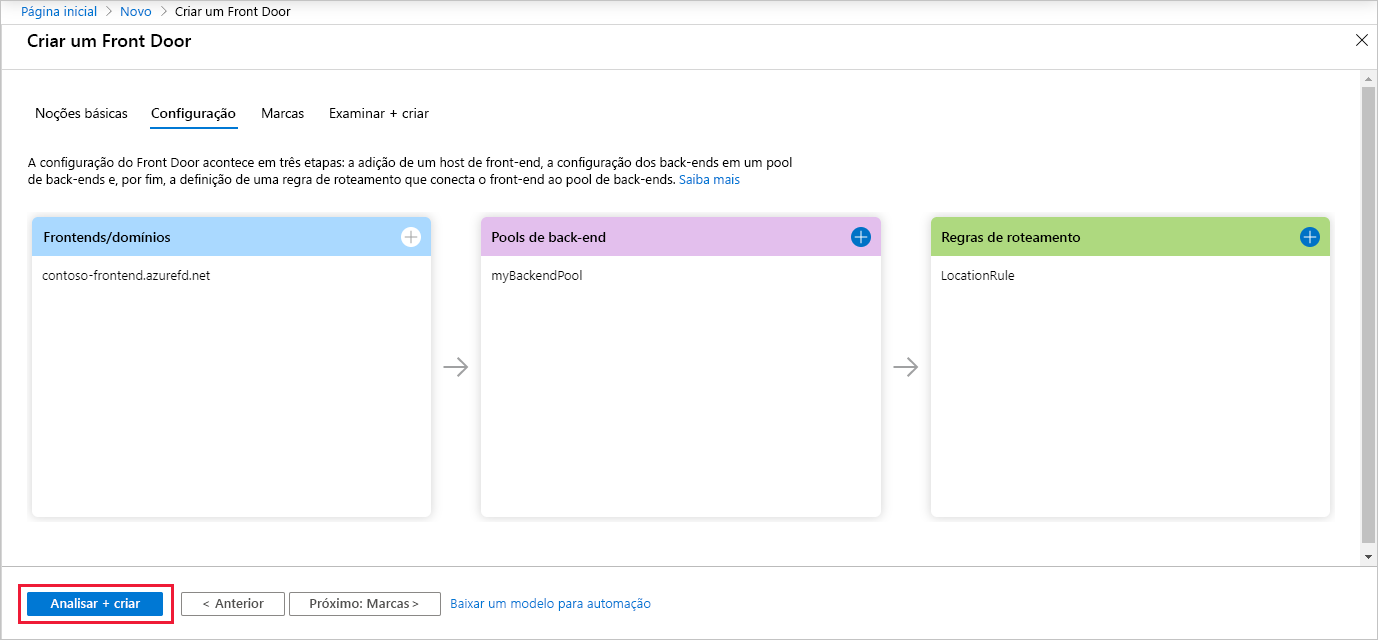 Página inicial > Novo > Criar um Front Door
Criar um Front Door
Noções básicas Configuração Marcas Examinar + criar
A configuração do Front Door acontece em três etapas: a adição de um host de front-end, a configuração dos back-ends em um pool
de back-ends e, por fim, a definição de uma regra de roteamento que conecta o front-end ao pool de back-ends. Saiba mais
Frontends/domínios
contoso-frontend.azurefd.net
Pools de back-end
myBackendPool
Regras de roteamento
LocationRule
Analisar + criar
< Anterior
Próximo: Marcas >
Baixar um modelo para automação